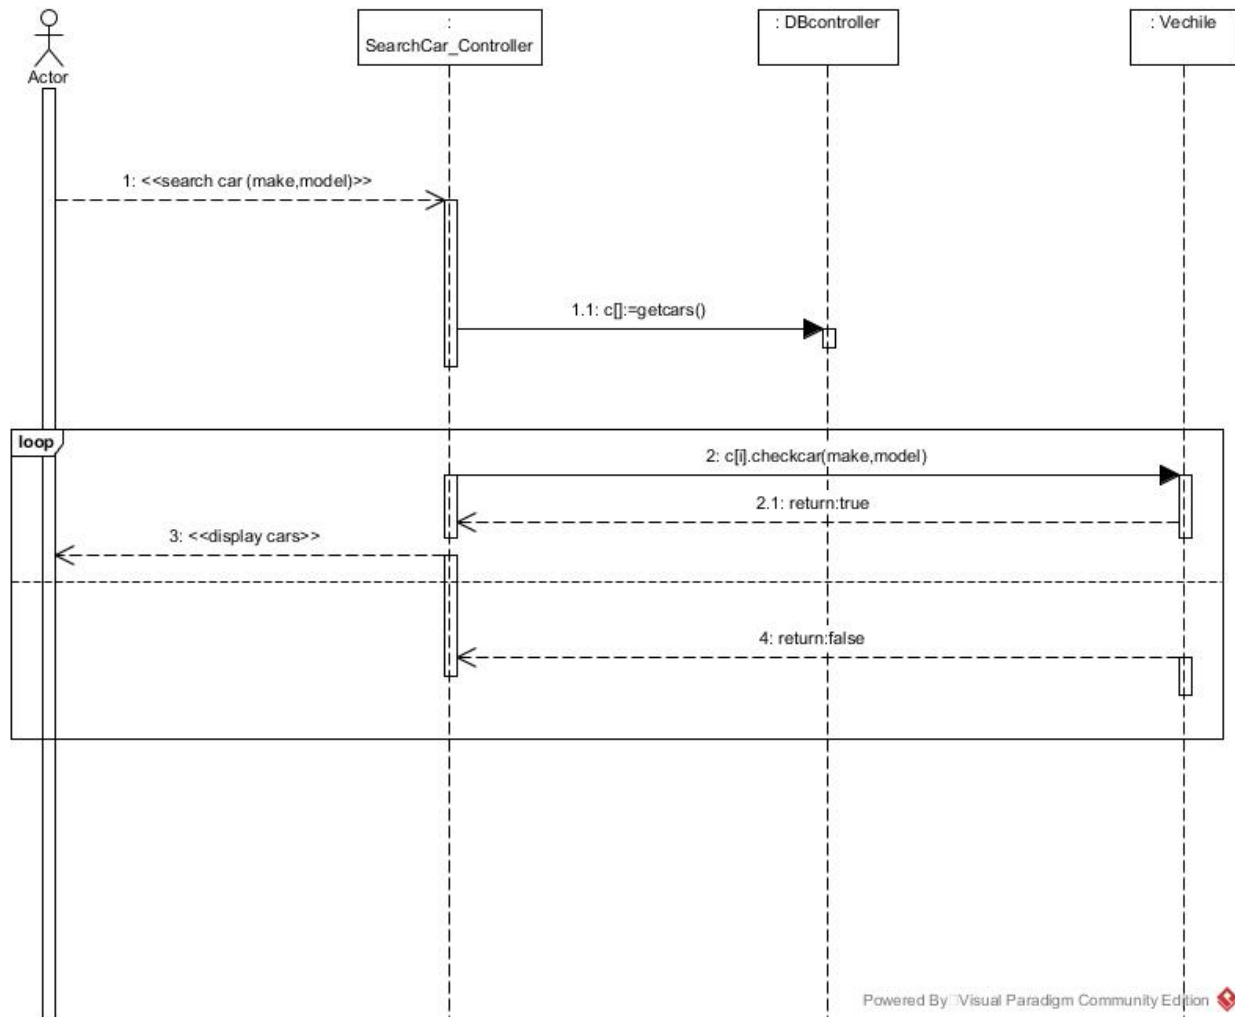 :
SearchCar_Controller
: DBcontroller
: Vechile
Actor
1: <<search car (make,model)>>
1.1: c[]:=getcars()
loop
2: c[i].checkcar(make,model)
2.1: return:true
3: <<display cars>>
4: return:false
Powered By Visual Paradigm Community Edition